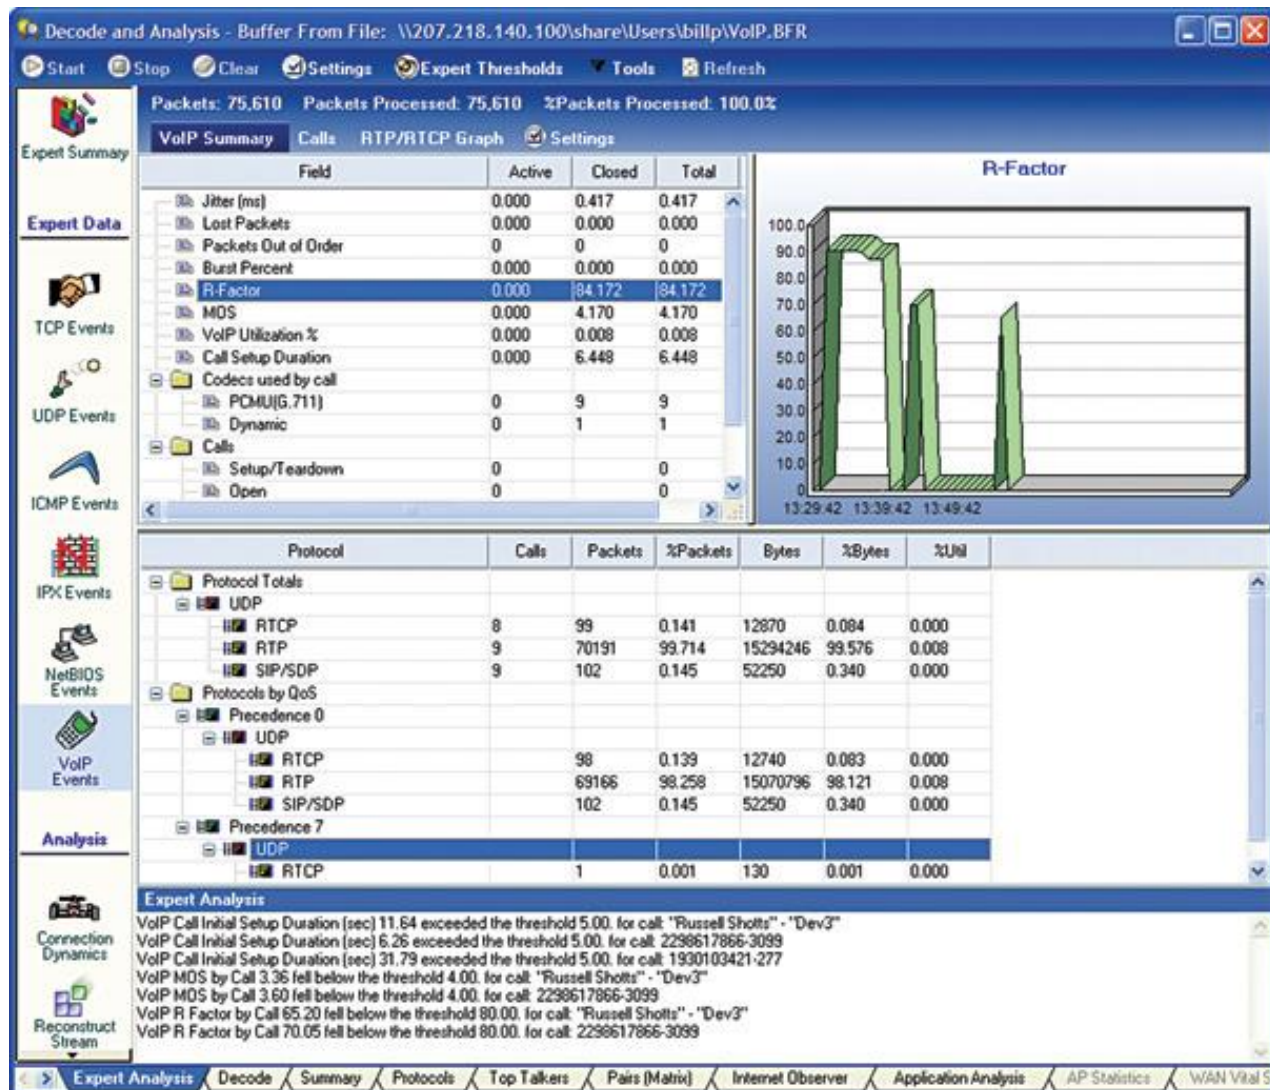 Decode and Analysis - Buffer From File: \\207.218.140.100\share\Users\billp\VoIP.BFR
Start Stop Clear Settings Expert Thresholds Tools Refresh
Expert Summary
Expert Data
TCP Events
UDP Events
ICMP Events
IPX Events
NetBIOS
Events
VoIP
Events
Analysis
Connection
Dynamics
Reconstruct
Stream
Packets: 75,610 Packets Processed: 75,610 %Packets Processed: 100.0%
VoIP Summary Calls RTP/RTCP Graph Settings
Field Active Closed Total
Jitter (ms) 0.000 0.417 0.417
Lost Packets 0.000 0.000 0.000
Packets Out of Order 0 0 0
Burst Percent 0.000 0.000 0.000
R-Factor 0.000 84.172 84.172
MOS 0.000 4.170 4.170
VoIP Utilization % 0.000 0.008 0.008
Call Setup Duration 0.000 6.448 6.448
Codecs used by call
PCMU(G.711) 0 9 9
Dynamic 0 1 1
Calls
Setup/Teardown 0 0
Open 0 0
R-Factor
100.0
90.0
80.0
70.0
60.0
50.0
40.0
30.0
20.0
10.0
0
13:29:42 13:39:42 13:49:42
Protocol Calls Packets %Packets Bytes %Bytes %Util
Protocol Totals
UDP
RTCP 8 99 0.141 12870 0.084 0.000
RTP 9 70191 99.714 15294246 99.576 0.008
SIP/SDP 9 102 0.145 52250 0.340 0.000
Protocols by QoS
Precedence 0
UDP
RTCP 98 0.139 12740 0.083 0.000
RTP 69166 98.258 15070796 98.121 0.008
SIP/SDP 102 0.145 52250 0.340 0.000
Precedence 7
UDP
RTCP 1 0.001 130 0.001 0.000
Expert Analysis
VoIP Call Initial Setup Duration (sec) 11.64 exceeded the threshold 5.00. for call: "Russell Shotts" - "Dev3"
VoIP Call Initial Setup Duration (sec) 6.26 exceeded the threshold 5.00. for call: 2298617866-3099
VoIP Call Initial Setup Duration (sec) 31.79 exceeded the threshold 5.00. for call: 1930103421-277
VoIP MOS by Call 3.36 fell below the threshold 4.00. for call: "Russell Shotts" - "Dev3"
VoIP MOS by Call 3.60 fell below the threshold 4.00. for call: 2298617866-3099
VoIP R Factor by Call 65.20 fell below the threshold 80.00. for call: "Russell Shotts" - "Dev3"
VoIP R Factor by Call 70.05 fell below the threshold 80.00. for call: 2298617866-3099
Expert Analysis Decode Summary Protocols Top Talkers Pairs (Matrix) Internet Observer Application Analysis AP Statistics WAN Vital S